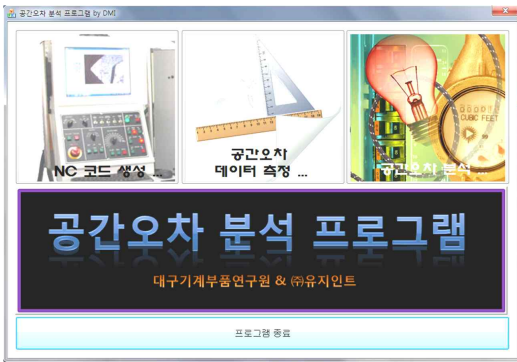 공간오차 분석 프로그램 by DMI
NC 코드 생성 ...
공간오차
데이터 측정 ...
CUBIC FEET
공간오차 분석 ...
공간오차 분석 프로그램
대구기계부품연구원 & ㈜유지인트
프로그램 종료